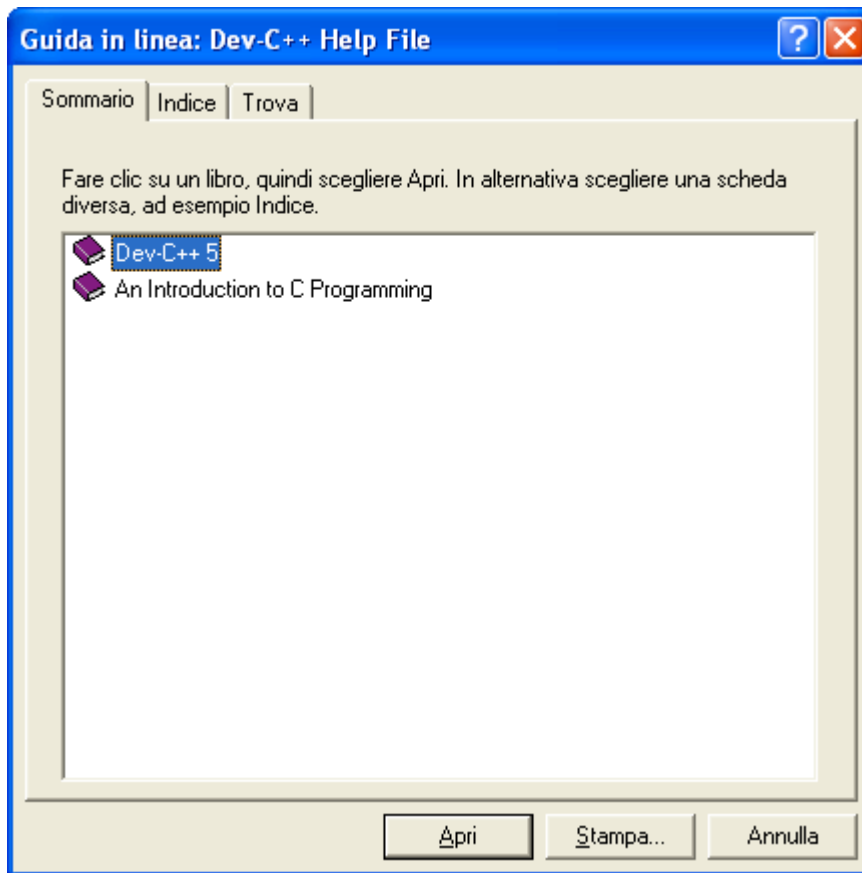 Guida in linea: Dev-C++ Help File
Sommario Indice Trova
Fare clic su un libro, quindi scegliere Apri. In alternativa scegliere una scheda
diversa, ad esempio Indice.
Dev-C++ 5
An Introduction to C Programming
Apri Stampa... Annulla